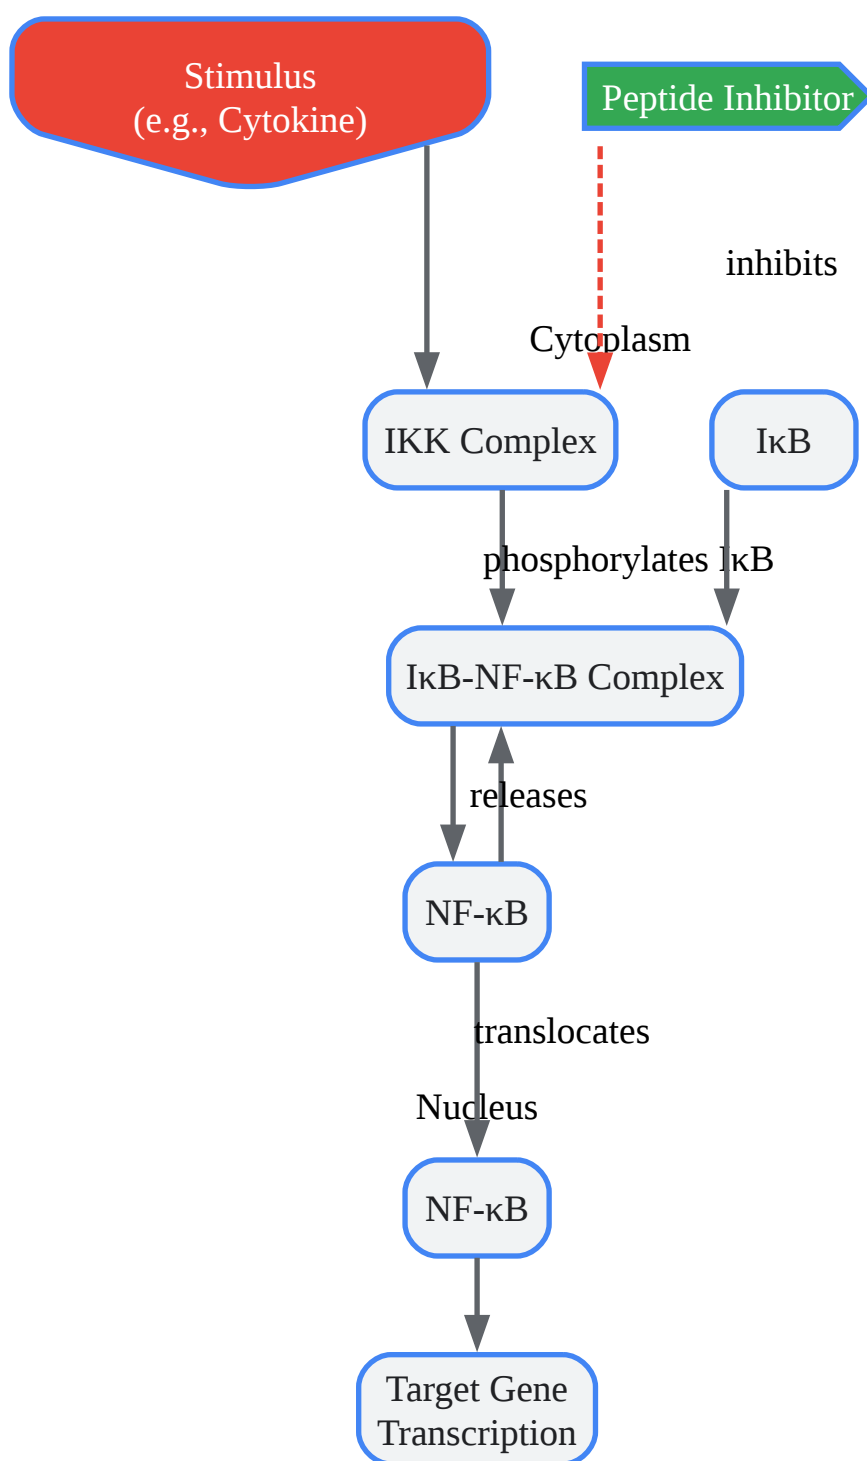 Stimulus
(e.g., Cytokine)
Peptide Inhibitor
inhibits
Cytoplasm
IKK Complex
IκB
phosphorylates IκB
IκB-NF-κB Complex
releases
NF-κB
translocates
Nucleus
NF-κB
Target Gene
Transcription